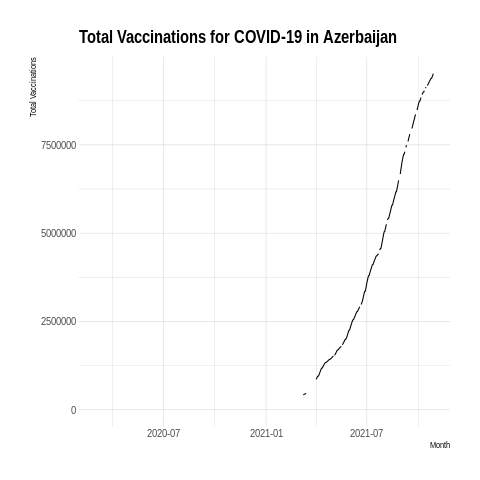 Total Vaccinations for COVID-19 in Azerbaijan
Total Vaccinations
7500000
5000000
2500000
0
2020-07
2021-01
2021-07
Month